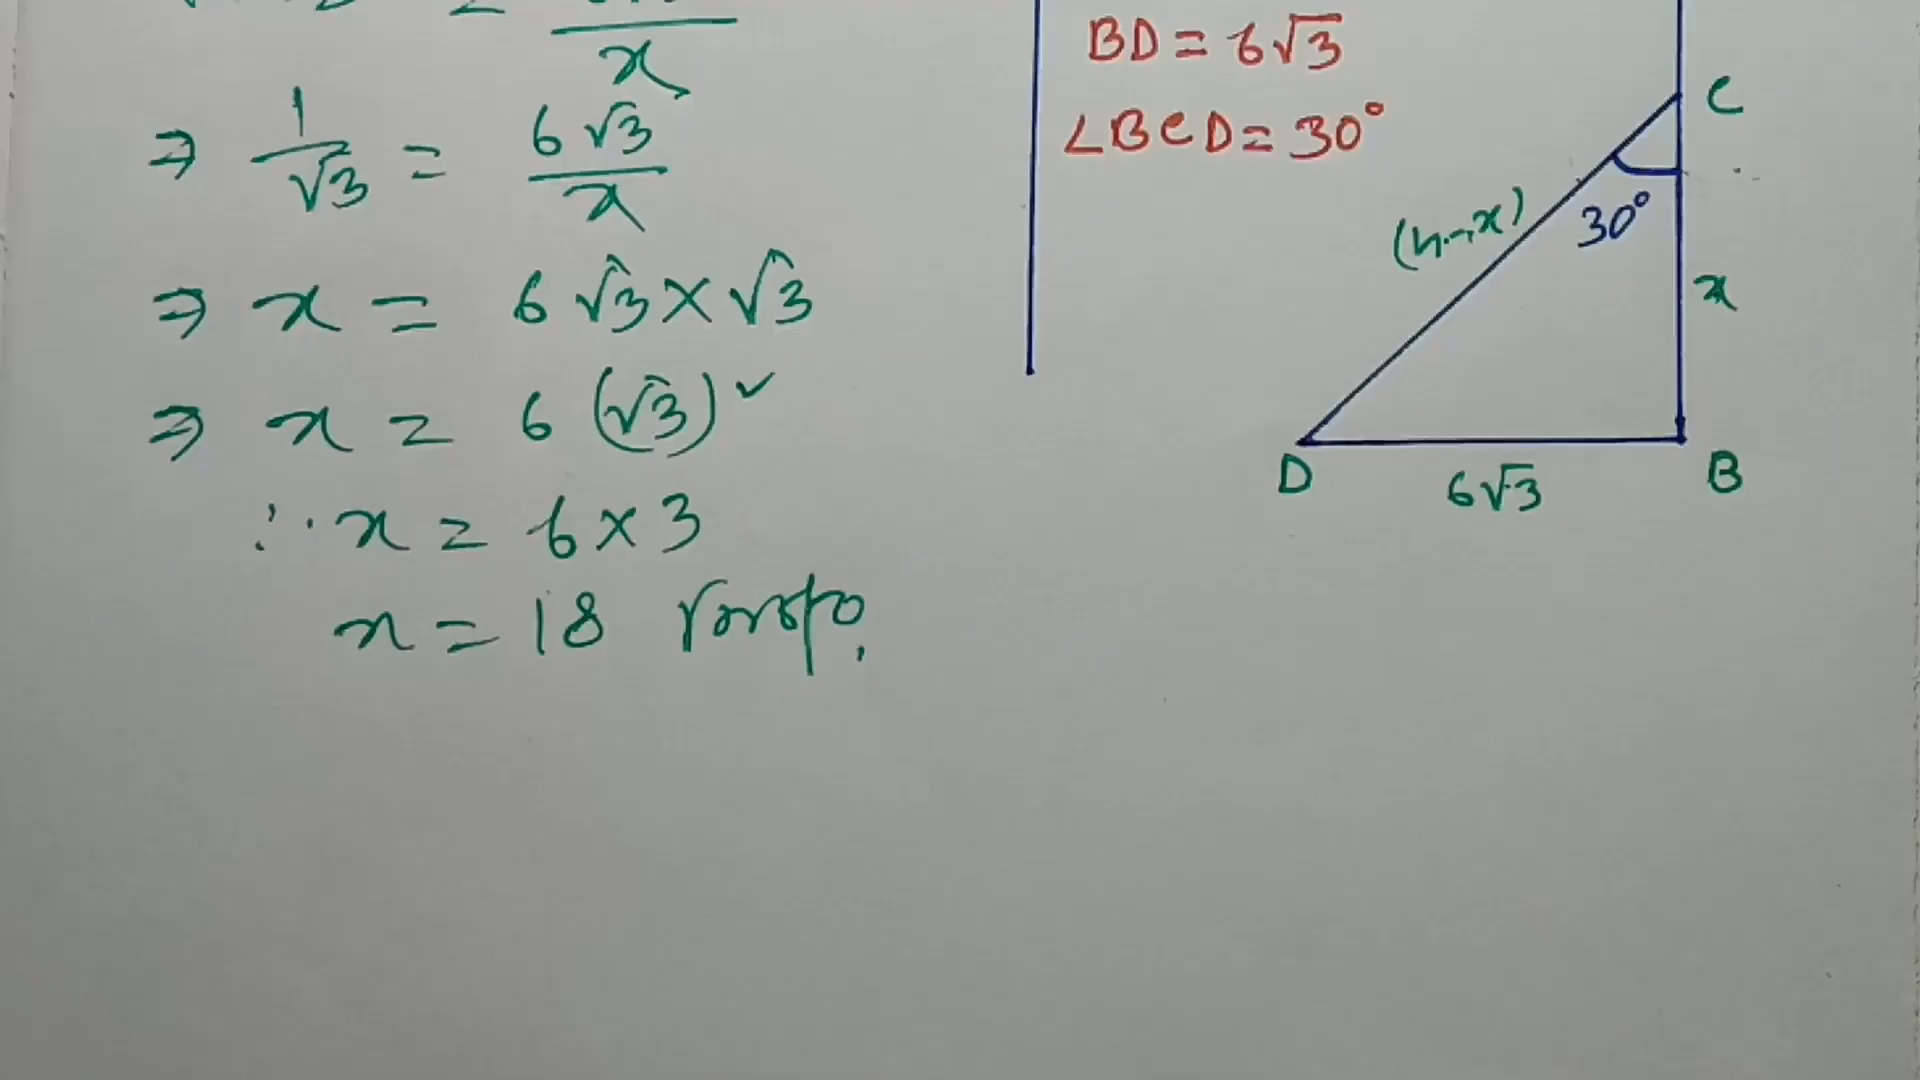 x
⇒ 1/√3 = 6√3/x
⇒ x = 6√3×√3
⇒ x = 6(√3)²
∴ x = 6×3
x = 18
BD = 6√3
∠BCD = 30°
C
(h-x)
30°
x
D
6√3
B